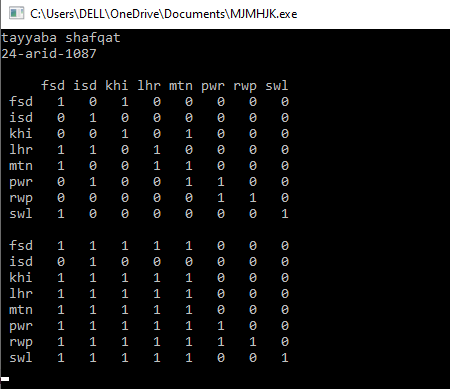 C:\Users\DELL\OneDrive\Documents\MJMHJK.exe
tayyaba shafqat
24-arid-1087
fsd isd khi lhr mtn pwr rwp swl
fsd 1 0 1 0 0 0 0 0
isd 0 1 0 0 0 0 0 0
khi 0 0 1 0 1 0 0 0
lhr 1 1 0 1 0 0 0 0
mtn 1 0 0 1 1 0 0 0
pwr 0 1 0 0 1 1 0 0
rwp 0 0 0 0 0 1 1 0
swl 1 0 0 0 0 0 0 1
fsd 1 1 1 1 1 0 0 0
isd 0 1 0 0 0 0 0 0
khi 1 1 1 1 1 0 0 0
lhr 1 1 1 1 1 0 0 0
mtn 1 1 1 1 1 0 0 0
pwr 1 1 1 1 1 1 0 0
rwp 1 1 1 1 1 1 1 0
swl 1 1 1 1 1 0 0 1